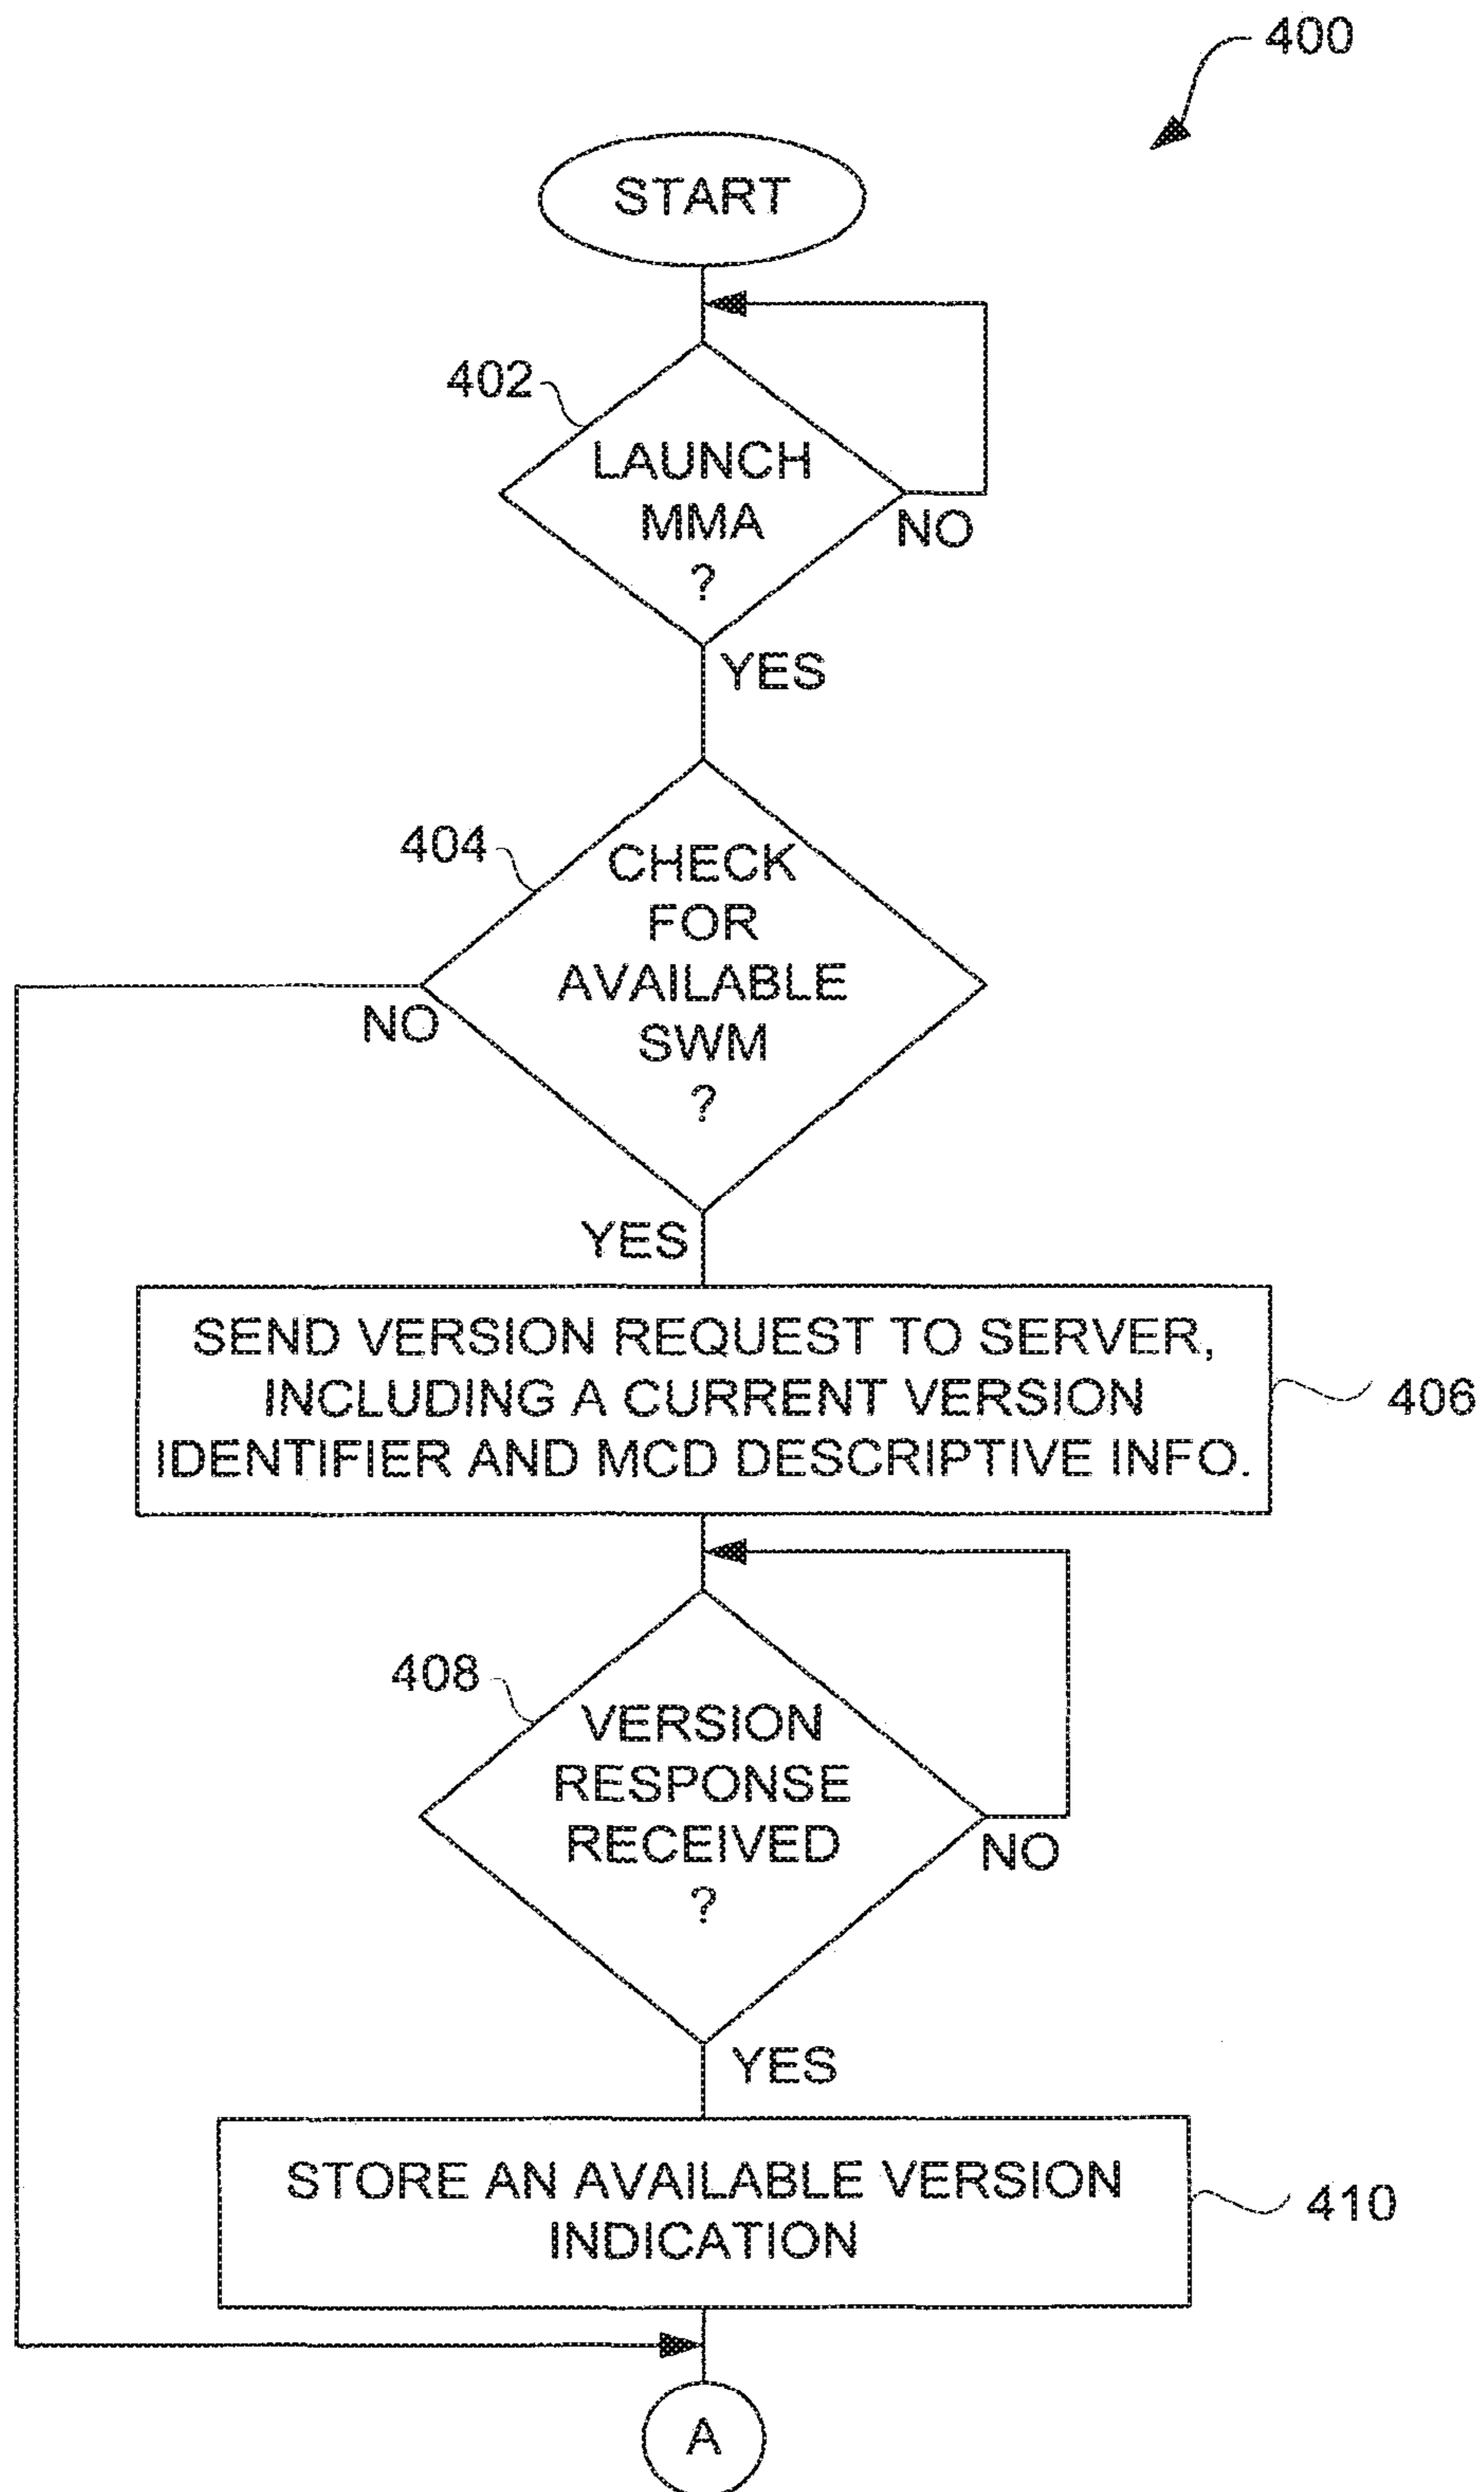 400
START
402
LAUNCH
MMA
?
NO
YES
404
CHECK
FOR
AVAILABLE
SWM
?
NO
YES
SEND VERSION REQUEST TO SERVER,
INCLUDING A CURRENT VERSION
IDENTIFIER AND MCD DESCRIPTIVE INFO.
406
408
VERSION
RESPONSE
RECEIVED
?
NO
YES
STORE AN AVAILABLE VERSION
INDICATION
410
A